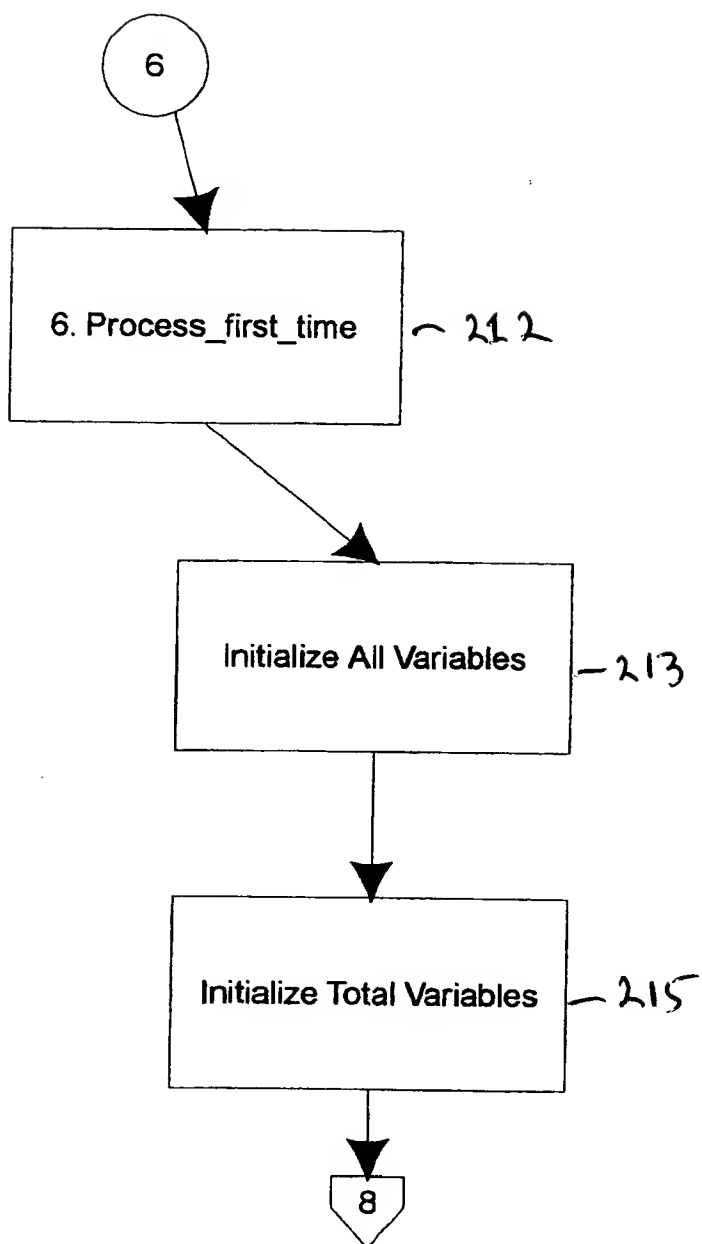 6
6. Process_first_time
212
Initialize All Variables
213
Initialize Total Variables
215
8